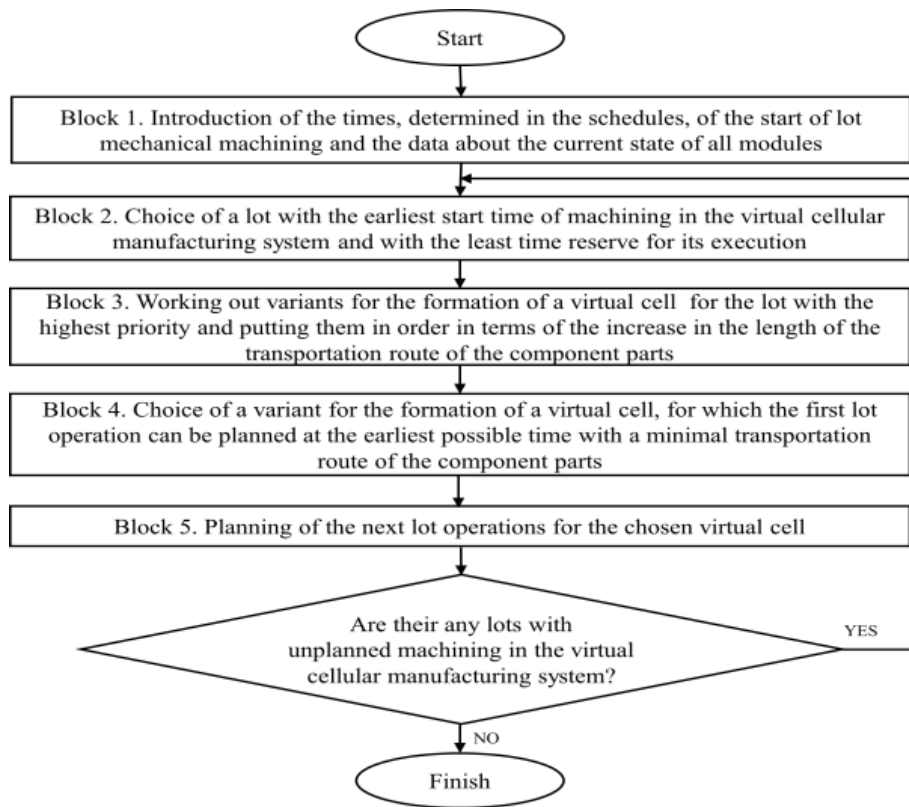 Start
Block 1. Introduction of the times, determined in the schedules, of the start of lot
mechanical machining and the data about the current state of all modules
Block 2. Choice of a lot with the earliest start time of machining in the virtual cellular
manufacturing system and with the least time reserve for its execution
Block 3. Working out variants for the formation of a virtual cell for the lot with the
highest priority and putting them in order in terms of the increase in the length of the
transportation route of the component parts
Block 4. Choice of a variant for the formation of a virtual cell, for which the first lot
operation can be planned at the earliest possible time with a minimal transportation
route of the component parts
Block 5. Planning of the next lot operations for the chosen virtual cell
Are their any lots with
unplanned machining in the virtual
cellular manufacturing system?
YES
NO
Finish